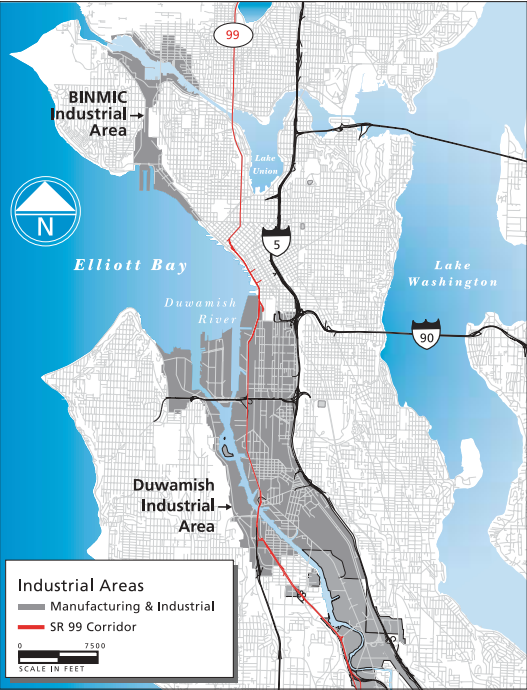 99
BINMIC
Industrial
Area
Lake
Union
N
5
Elliott Bay
Lake
Washington
Duwamish
River
90
Duwamish
Industrial
Area
Industrial Areas
Manufacturing & Industrial
SR 99 Corridor
0 7500
SCALE IN FEET